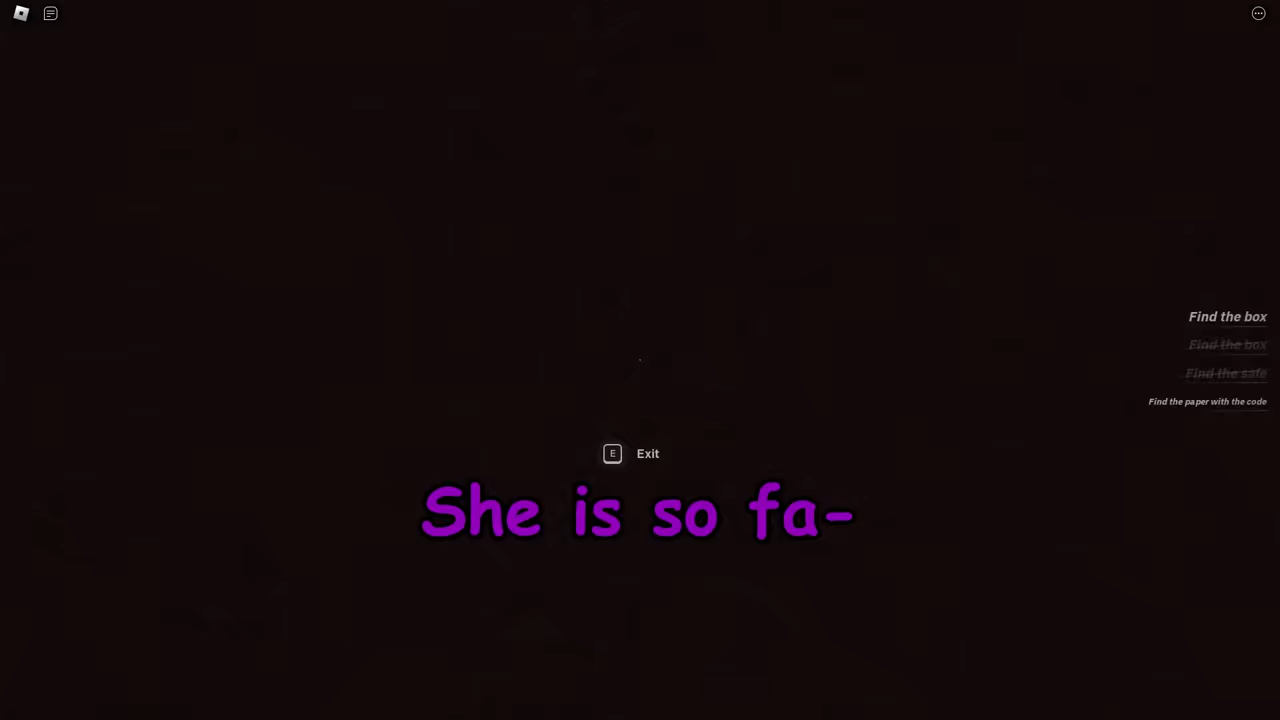 Find the box
Find the box
Find the safe
Find the paper with the code
E Exit
She is so fa-